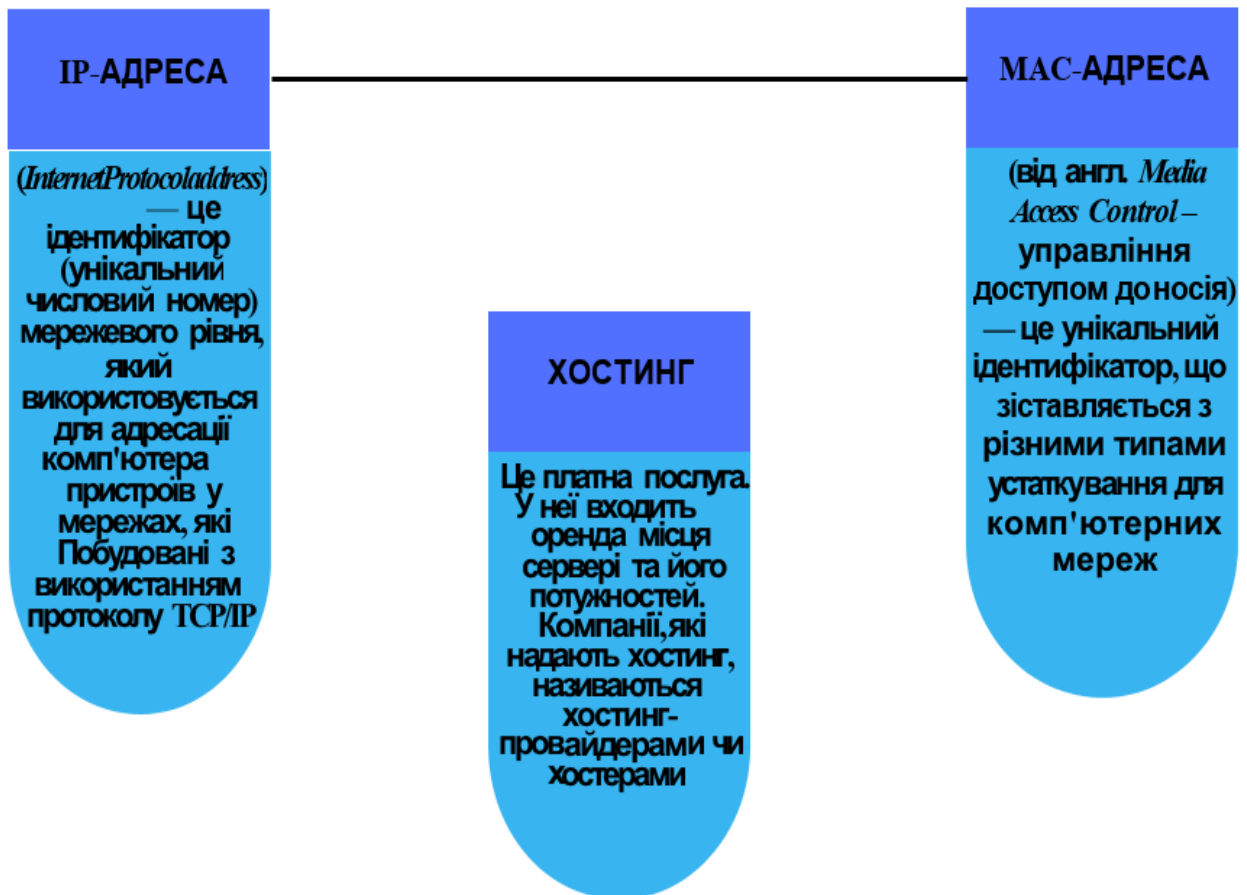 IP-АДРЕСА
(InternetProtocoladdress)
— це
ідентифікатор
(унікальний
числовий номер)
мережевого рівня,
який
використовується
для адресації
комп'ютера
пристроїв у
мережах, які
Побудовані з
використанням
протоколу TCP/IP
ХОСТИНГ
Це платна послуга.
У неї входить
оренда місця
сервері та його
потужностей.
Компанії,які
надають хостинг,
називаються
хостинг-
провайдерами чи
хостерами
MAC-АДРЕСА
(від англ. Media
Access Control –
управління
доступом до носія)
— це унікальний
ідентифікатор, що
зіставляється з
різними типами
устаткування для
комп'ютерних
мереж